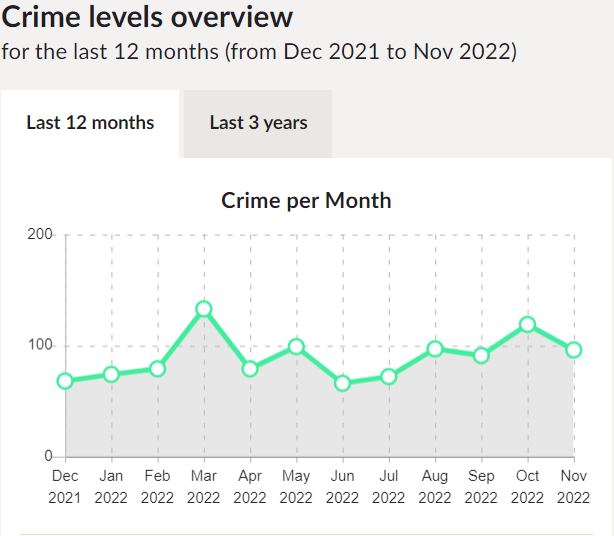 Crime levels overview
for the last 12 months (from Dec 2021 to Nov 2022)
Last 12 months
Last 3 years
Crime per Month
200
100
0
Dec Jan Feb Mar Apr May Jun Jul Aug Sep Oct Nov
2021 2022 2022 2022 2022 2022 2022 2022 2022 2022 2022 2022